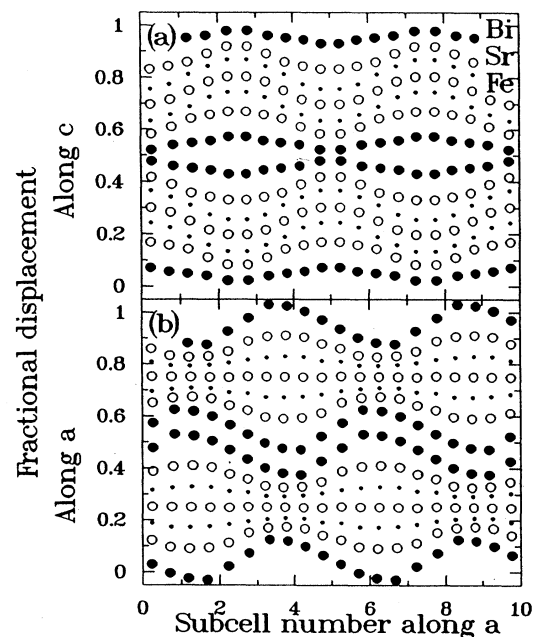 (a)
Bi
Sr
Fe
1
0.8
0.6
0.4
0.2
0
Along c
Fractional displacement
(b)
1
0.8
0.6
0.4
0.2
0
Along a
0 2 4 6 8 10
Subcell number along a